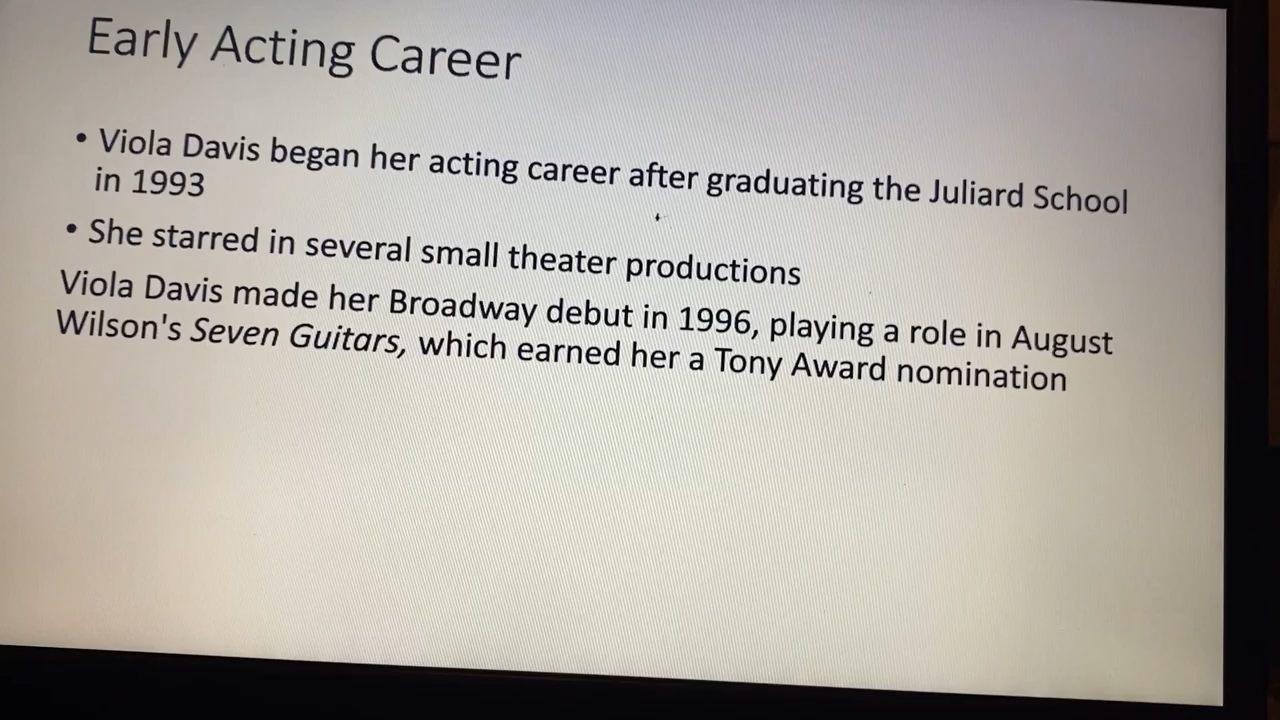 Early Acting Career
• Viola Davis began her acting career after graduating the Juliard School
in 1993
• She starred in several small theater productions
Viola Davis made her Broadway debut in 1996, playing a role in August
Wilson's Seven Guitars, which earned her a Tony Award nomination